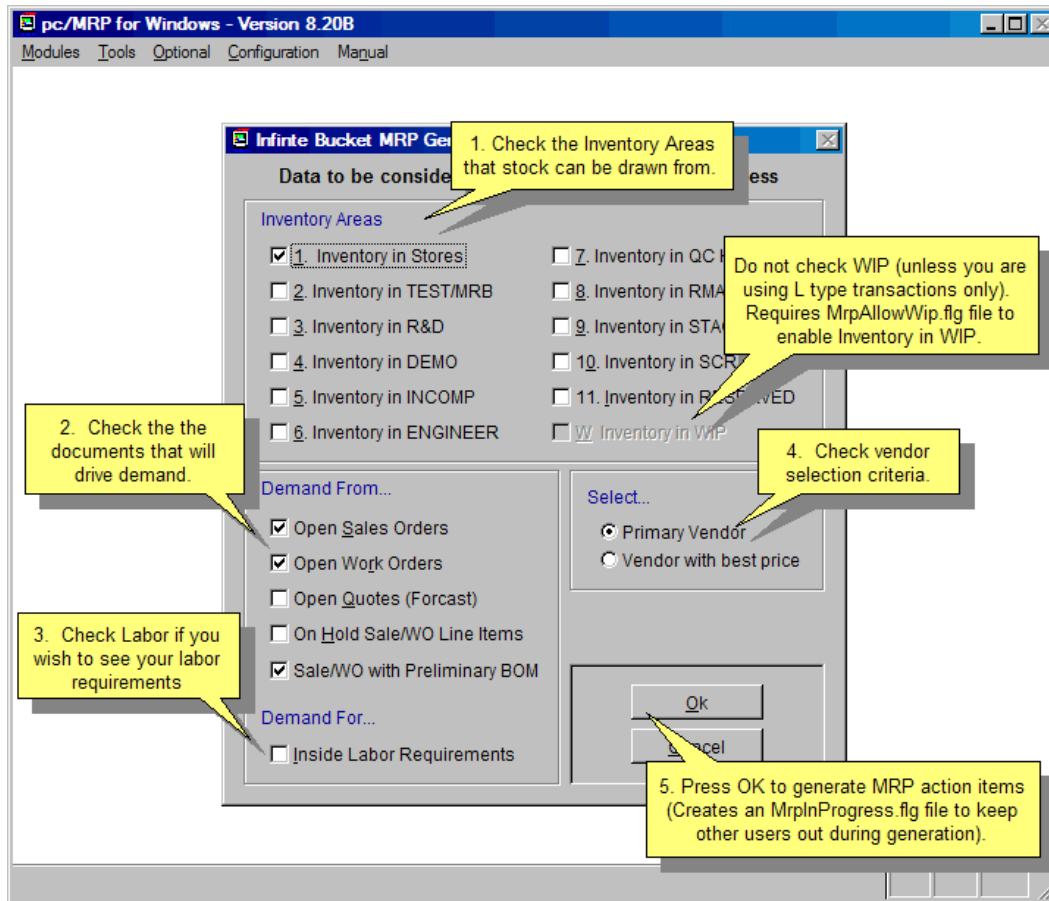 pc/MRP for Windows - Version 8.20B
Modules Tools Optional Configuration Manual
Infinte Bucket MRP Ge
1. Check the Inventory Areas
that stock can be drawn from.
Data to be conside ess
Inventory Areas
1. Inventory in Stores
2. Inventory in TEST/MRB
3. Inventory in R&D
4. Inventory in DEMO
5. Inventory in INCOMP
6. Inventory in ENGINEER
7. Inventory in QC
8. Inventory in RMA
9. Inventory in STA
10. Inventory in SCRA
11. Inventory in RESERVED
W Inventory in WIP
Do not check WIP (unless you are
using L type transactions only).
Requires MrpAllowWip.flg file to
enable Inventory in WIP.
2. Check the the
documents that will
drive demand.
Demand From...
Open Sales Orders
Open Work Orders
Open Quotes (Forcast)
On Hold Sale/WO Line Items
Sale/WO with Preliminary BOM
3. Check Labor if you
wish to see your labor
requirements
Demand For...
Inside Labor Requirements
4. Check vendor
selection criteria.
Select...
Primary Vendor
Vendor with best price
Ok
Cancel
5. Press OK to generate MRP action items
(Creates an MrpInProgress.flg file to keep
other users out during generation).